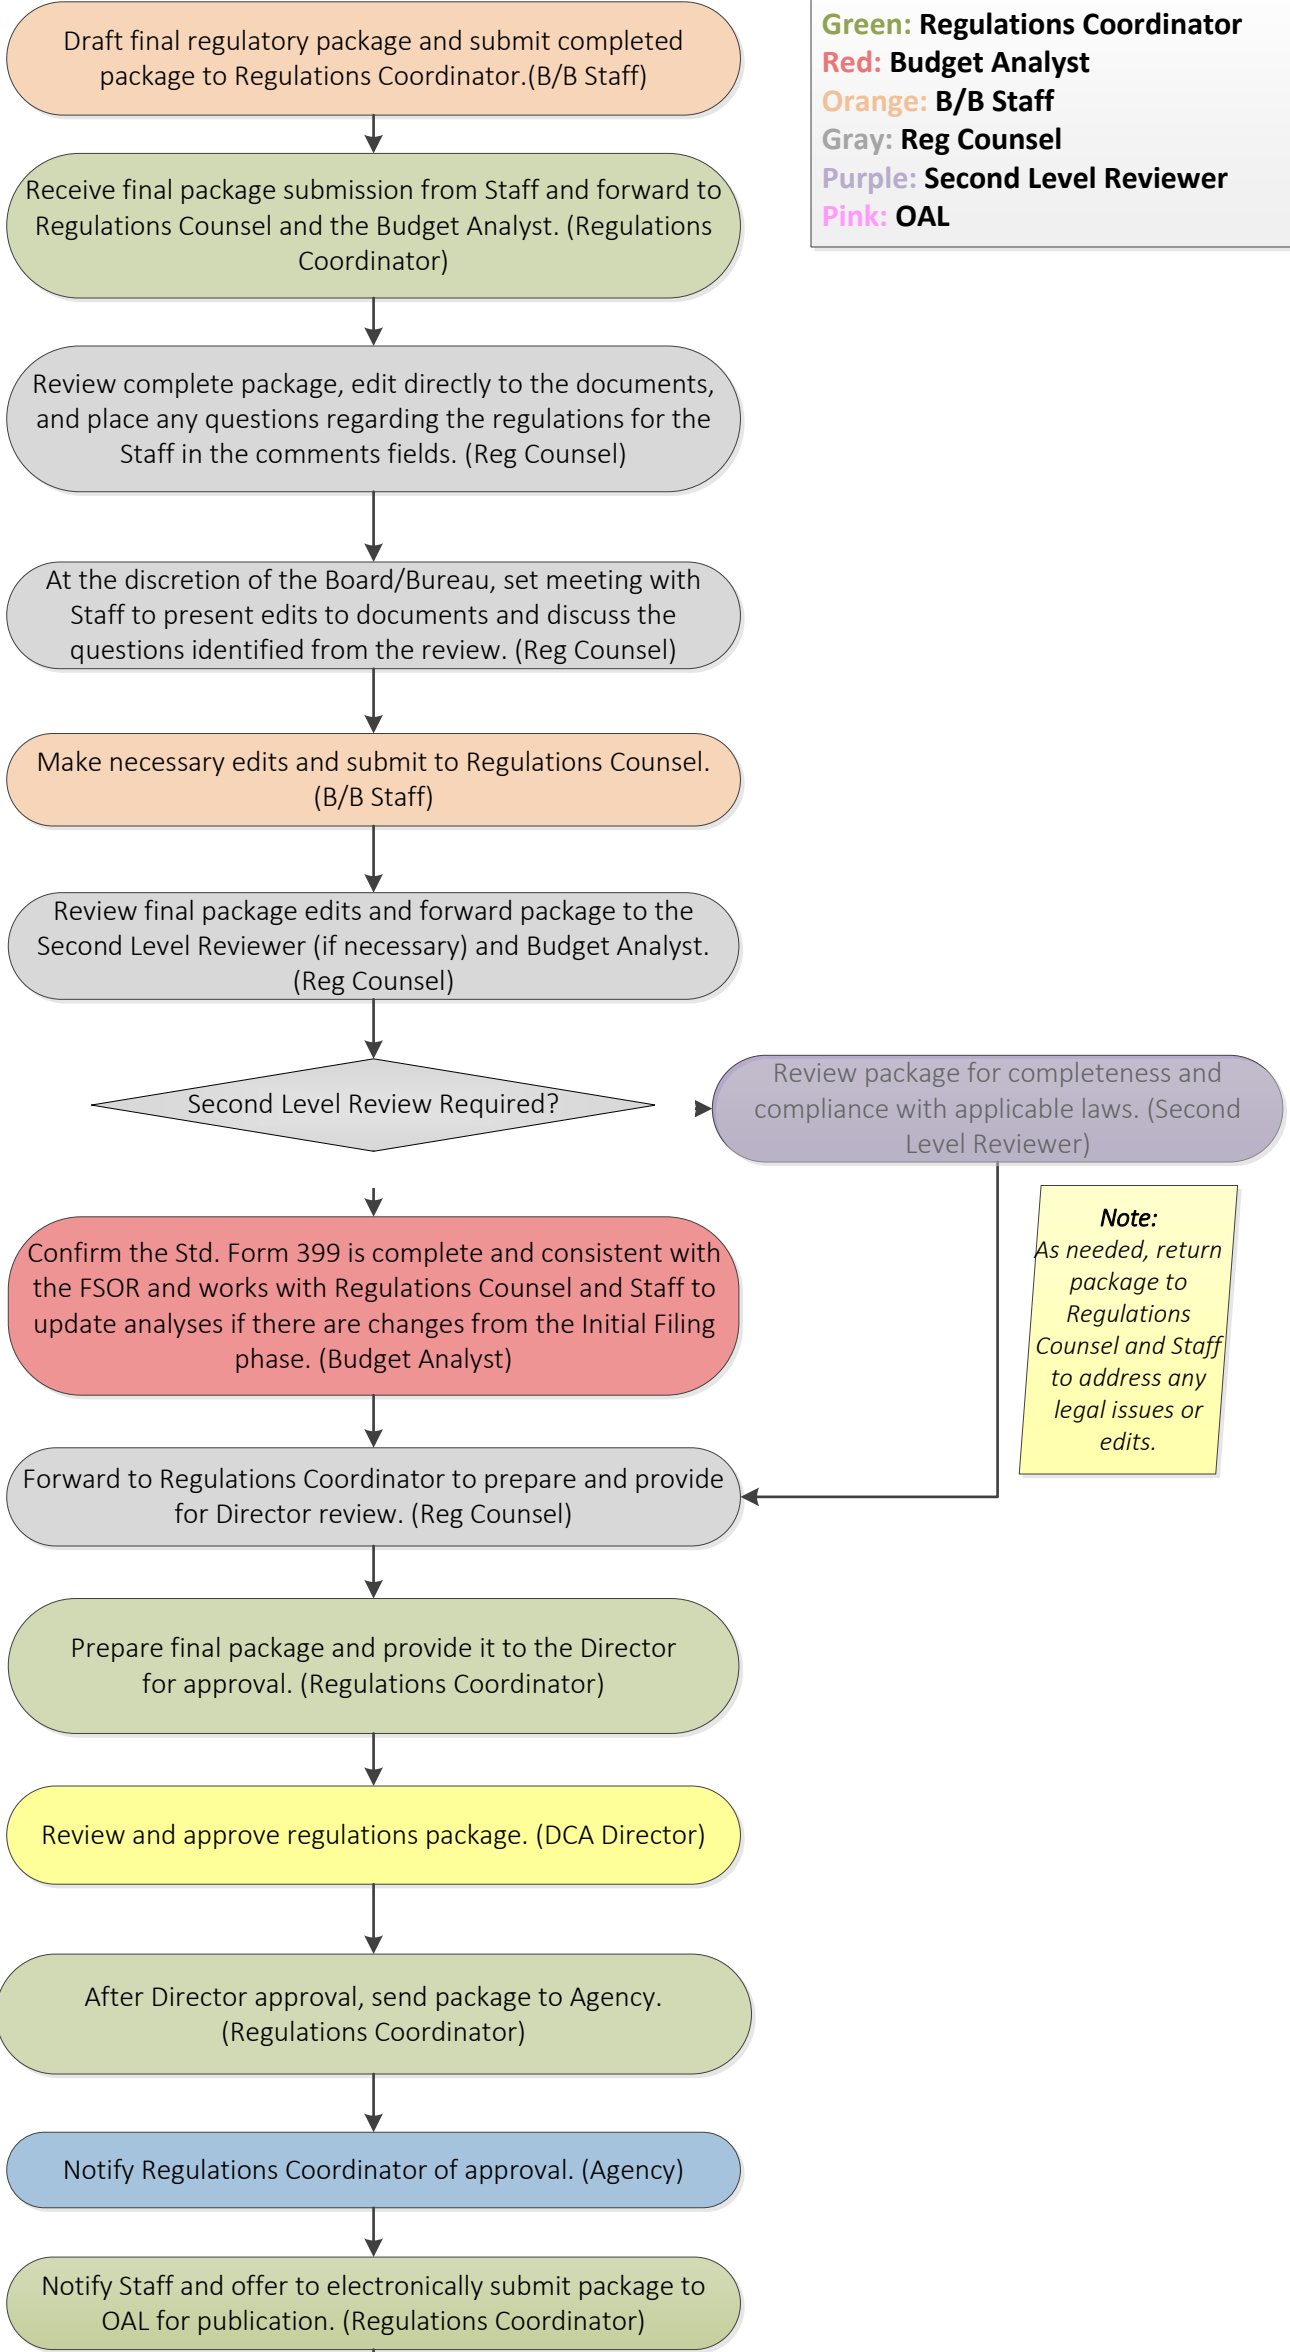 Green: Regulations Coordinator
Red: Budget Analyst
Orange: B/B Staff
Gray: Reg Counsel
Purple: Second Level Reviewer
Pink: OAL
Draft final regulatory package and submit completed
package to Regulations Coordinator.(B/B Staff)
Receive final package submission from Staff and forward to
Regulations Counsel and the Budget Analyst. (Regulations
Coordinator)
Review complete package, edit directly to the documents,
and place any questions regarding the regulations for the
Staff in the comments fields. (Reg Counsel)
At the discretion of the Board/Bureau, set meeting with
Staff to present edits to documents and discuss the
questions identified from the review. (Reg Counsel)
Make necessary edits and submit to Regulations Counsel.
(B/B Staff)
Review final package edits and forward package to the
Second Level Reviewer (if necessary) and Budget Analyst.
(Reg Counsel)
Second Level Review Required?
Review package for completeness and
compliance with applicable laws. (Second
Level Reviewer)
Note:
As needed, return
package to
Regulations
Counsel and Staff
to address any
legal issues or
edits.
Confirm the Std. Form 399 is complete and consistent with
the FSOR and works with Regulations Counsel and Staff to
update analyses if there are changes from the Initial Filing
phase. (Budget Analyst)
Forward to Regulations Coordinator to prepare and provide
for Director review. (Reg Counsel)
Prepare final package and provide it to the Director
for approval. (Regulations Coordinator)
Review and approve regulations package. (DCA Director)
After Director approval, send package to Agency.
(Regulations Coordinator)
Notify Regulations Coordinator of approval. (Agency)
Notify Staff and offer to electronically submit package to
OAL for publication. (Regulations Coordinator)